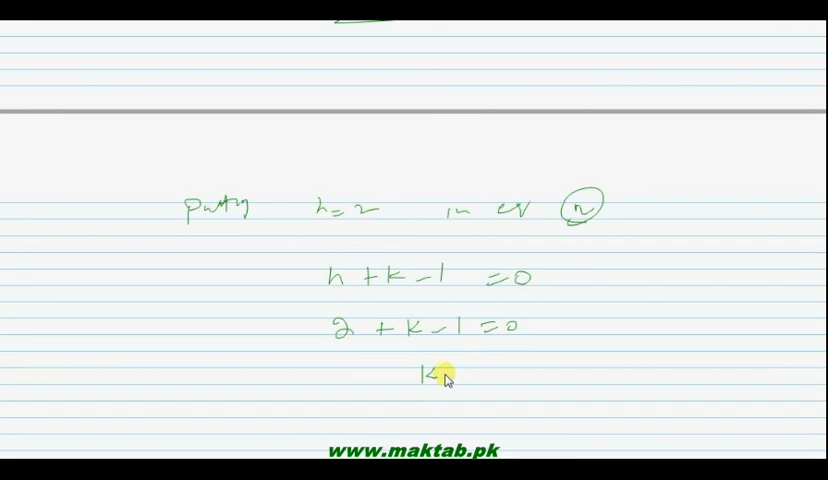 Putting h = 2 in eq 2
h + k - 1 = 0
2 + k - 1 = 0
k
www.maktab.pk